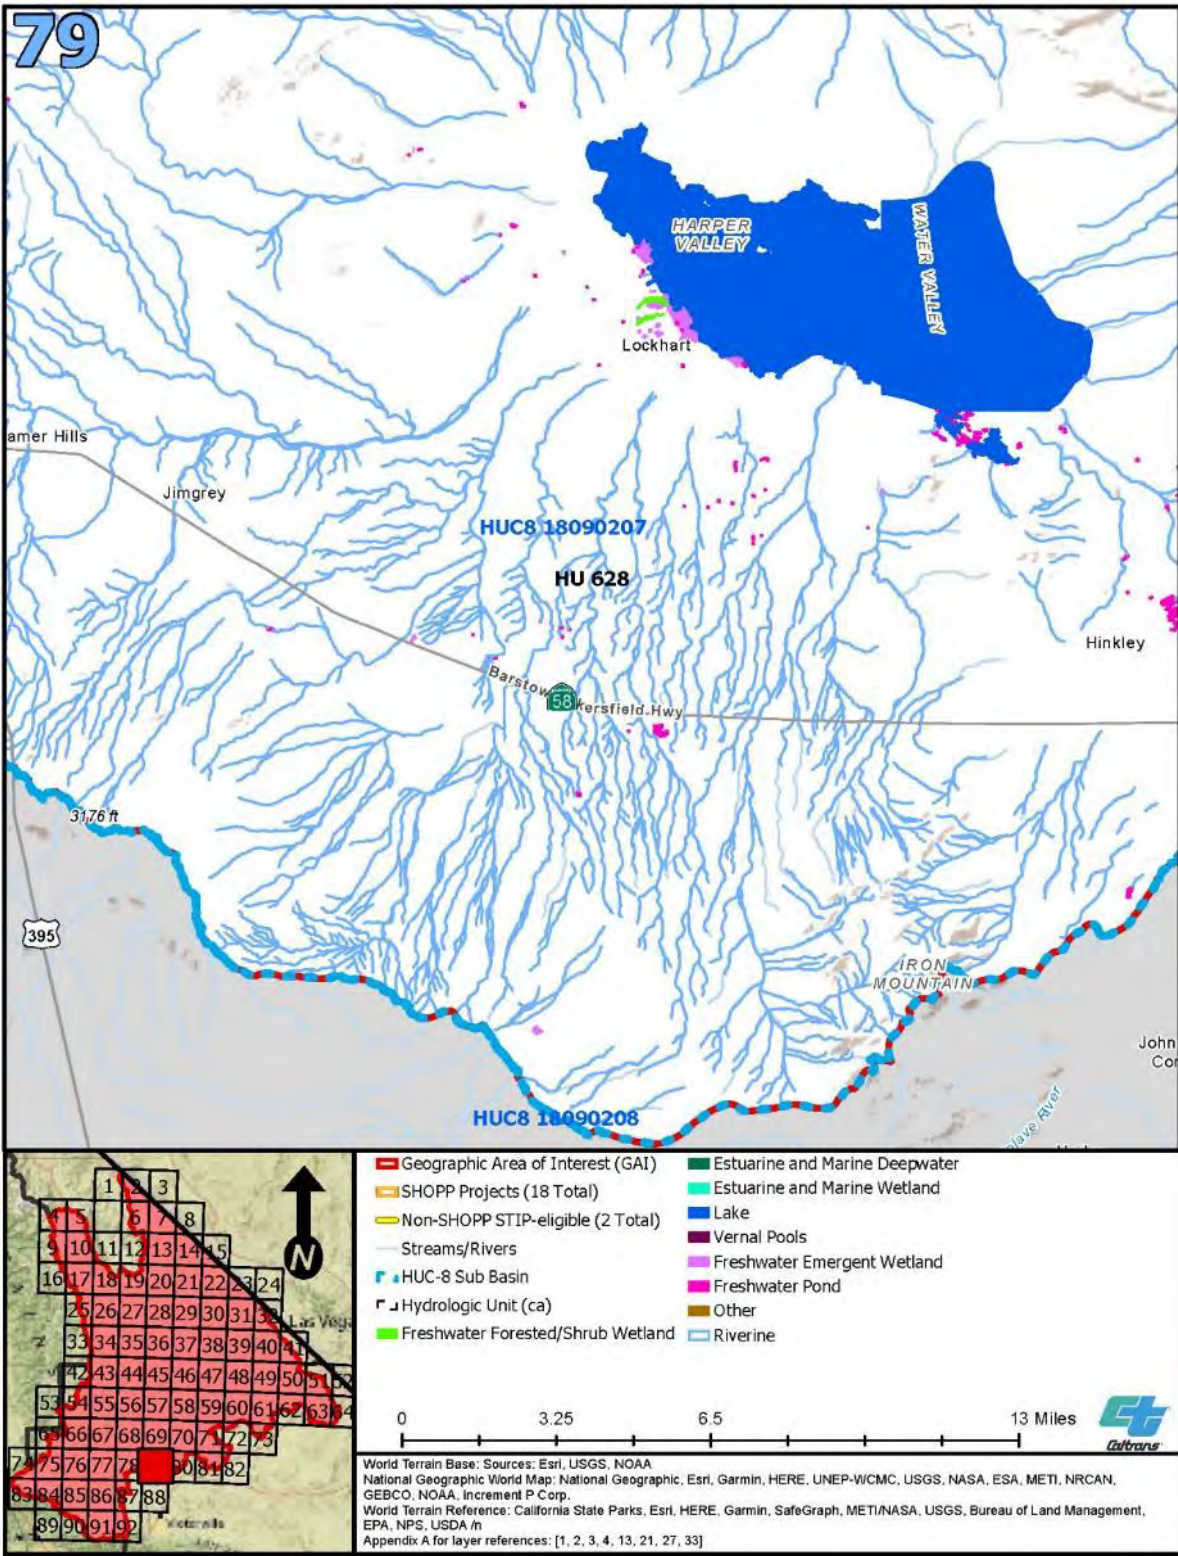 79
HARPER
VALLEY
WATER VALLEY
Lockhart
amer Hills
Jimgrey
HUC8 18090207
HU 628
Hinkley
Barstow
58
kersfield Hwy
3176 ft
395
IRON
MOUNTAIN
John
Cor
HUC8 18090208
ave River
1 2 3
4 5 6 7 8
9 10 11 12 13 14 15
16 17 18 19 20 21 22 23 24
25 26 27 28 29 30 31 32
Las Vega
33 34 35 36 37 38 39 40 41
42 43 44 45 46 47 48 49 50 51 52
53 54 55 56 57 58 59 60 61 62 63 64
65 66 67 68 69 70 71 72 73
74 75 76 77 78 80 81 82
83 84 85 86 87 88
89 90 91 92
Victorville
N
Geographic Area of Interest (GAI)
SHOPP Projects (18 Total)
Non-SHOPP STIP-eligible (2 Total)
Streams/Rivers
HUC-8 Sub Basin
Hydrologic Unit (ca)
Freshwater Forested/Shrub Wetland
Estuarine and Marine Deepwater
Estuarine and Marine Wetland
Lake
Vernal Pools
Freshwater Emergent Wetland
Freshwater Pond
Other
Riverine
0 3.25 6.5 13 Miles
Caltrans
World Terrain Base: Sources: Esri, USGS, NOAA
National Geographic World Map: National Geographic, Esri, Garmin, HERE, UNEP-WCMC, USGS, NASA, ESA, METI, NRCAN,
GEBCO, NOAA, increment P Corp.
World Terrain Reference: California State Parks, Esri, HERE, Garmin, SafeGraph, METI/NASA, USGS, Bureau of Land Management,
EPA, NPS, USDA /n
Appendix A for layer references: [1, 2, 3, 4, 13, 21, 27, 33]